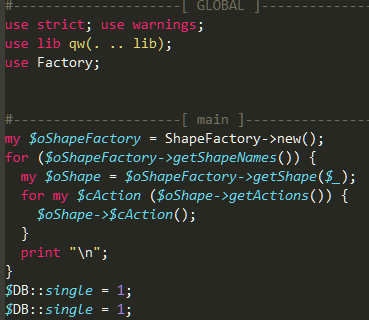 #---------------------[ GLOBAL ]--------------
use strict; use warnings;
use lib qw(. .. lib);
use Factory;
#---------------------[ main ]----------------
my $oShapeFactory = ShapeFactory->new();
for ($oShapeFactory->getShapeNames()) {
  my $oShape = $oShapeFactory->getShape($_);
  for my $cAction ($oShape->getActions()) {
    $oShape->$cAction();
  }
  print "\n";
}
$DB::single = 1;
$DB::single = 1;